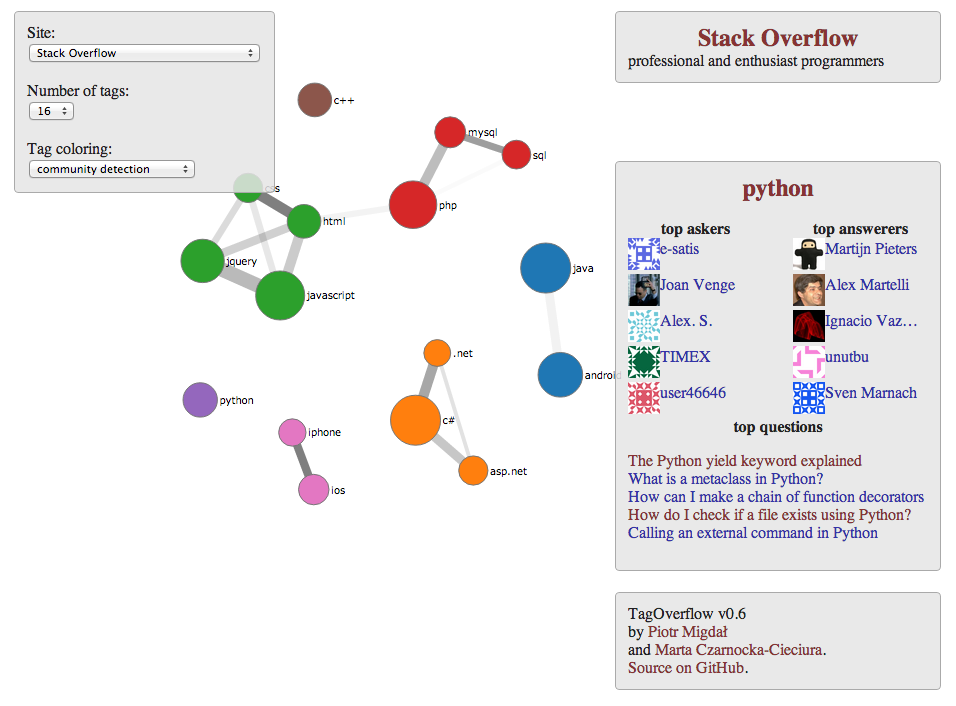 Site:
Stack Overflow
Number of tags:
16
Tag coloring:
community detection
Stack Overflow
professional and enthusiast programmers
c++
mysql
sql
css
html
php
jquery
javascript
java
android
.net
c#
asp.net
python
iphone
ios
python
top askers
top answerers
e-satis
Martijn Pieters
Joan Venge
Alex Martelli
Alex. S.
Ignacio Vaz…
TIMEX
unutbu
user46646
Sven Marnach
top questions
The Python yield keyword explained
What is a metaclass in Python?
How can I make a chain of function decorators
How do I check if a file exists using Python?
Calling an external command in Python
TagOverflow v0.6
by Piotr Migdał
and Marta Czarnocka-Cieciura.
Source on GitHub.